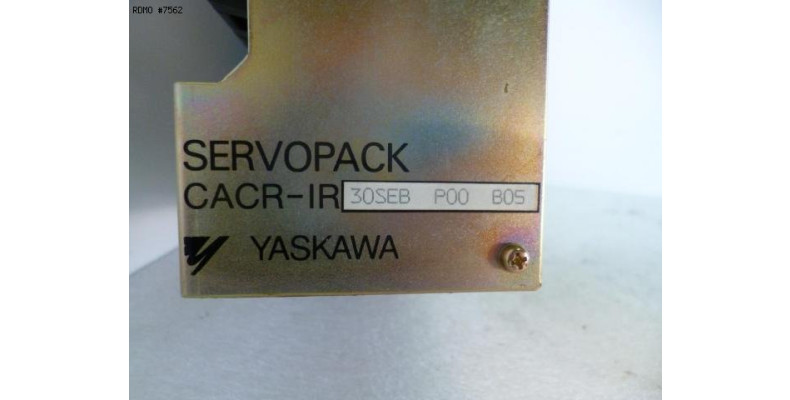 RDMO #7562
SERVOPACK
CACR-IR 30SEB P00 B05
YASKAWA